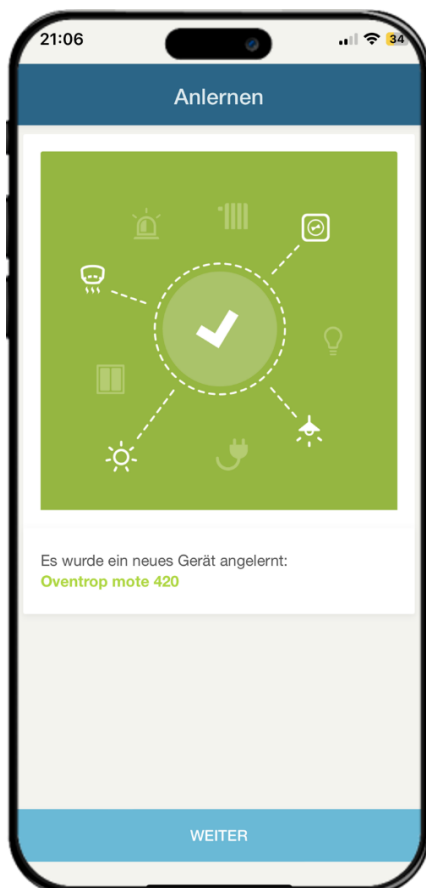 21:06
34
Anlernen
Es wurde ein neues Gerät angelernt:
Oventrop mote 420
WEITER